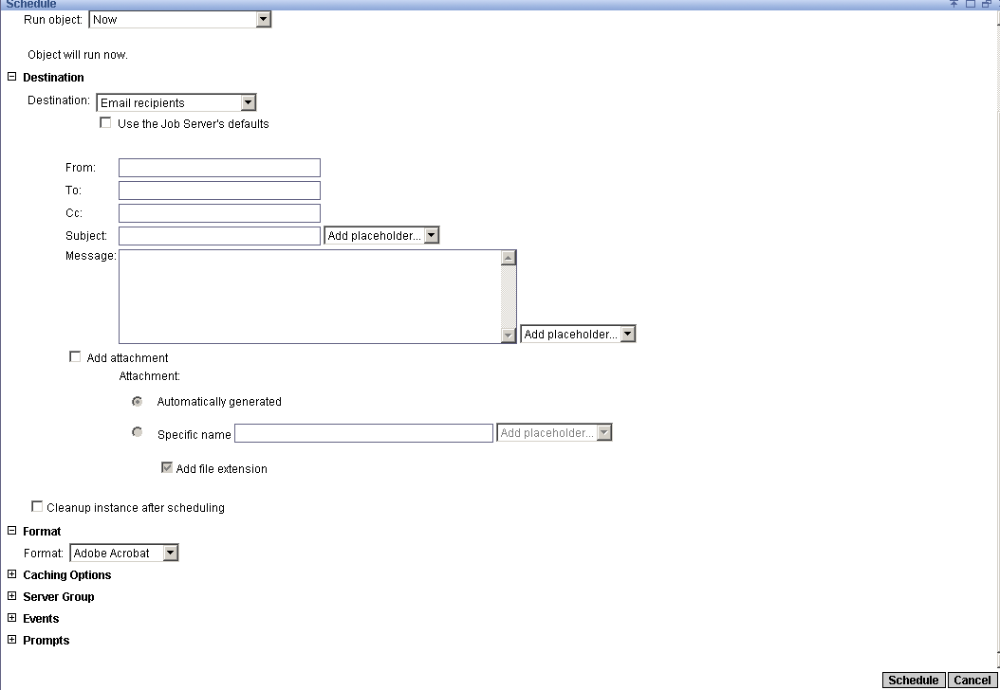 Schedule
Run object: Now
Object will run now.
Destination
Destination: Email recipients
Use the Job Server's defaults
From:
To:
Cc:
Subject: Add placeholder...
Message:
Add placeholder...
Add attachment
Attachment:
Automatically generated
Specific name Add placeholder...
Add file extension
Cleanup instance after scheduling
Format
Format: Adobe Acrobat
Caching Options
Server Group
Events
Prompts
Schedule Cancel